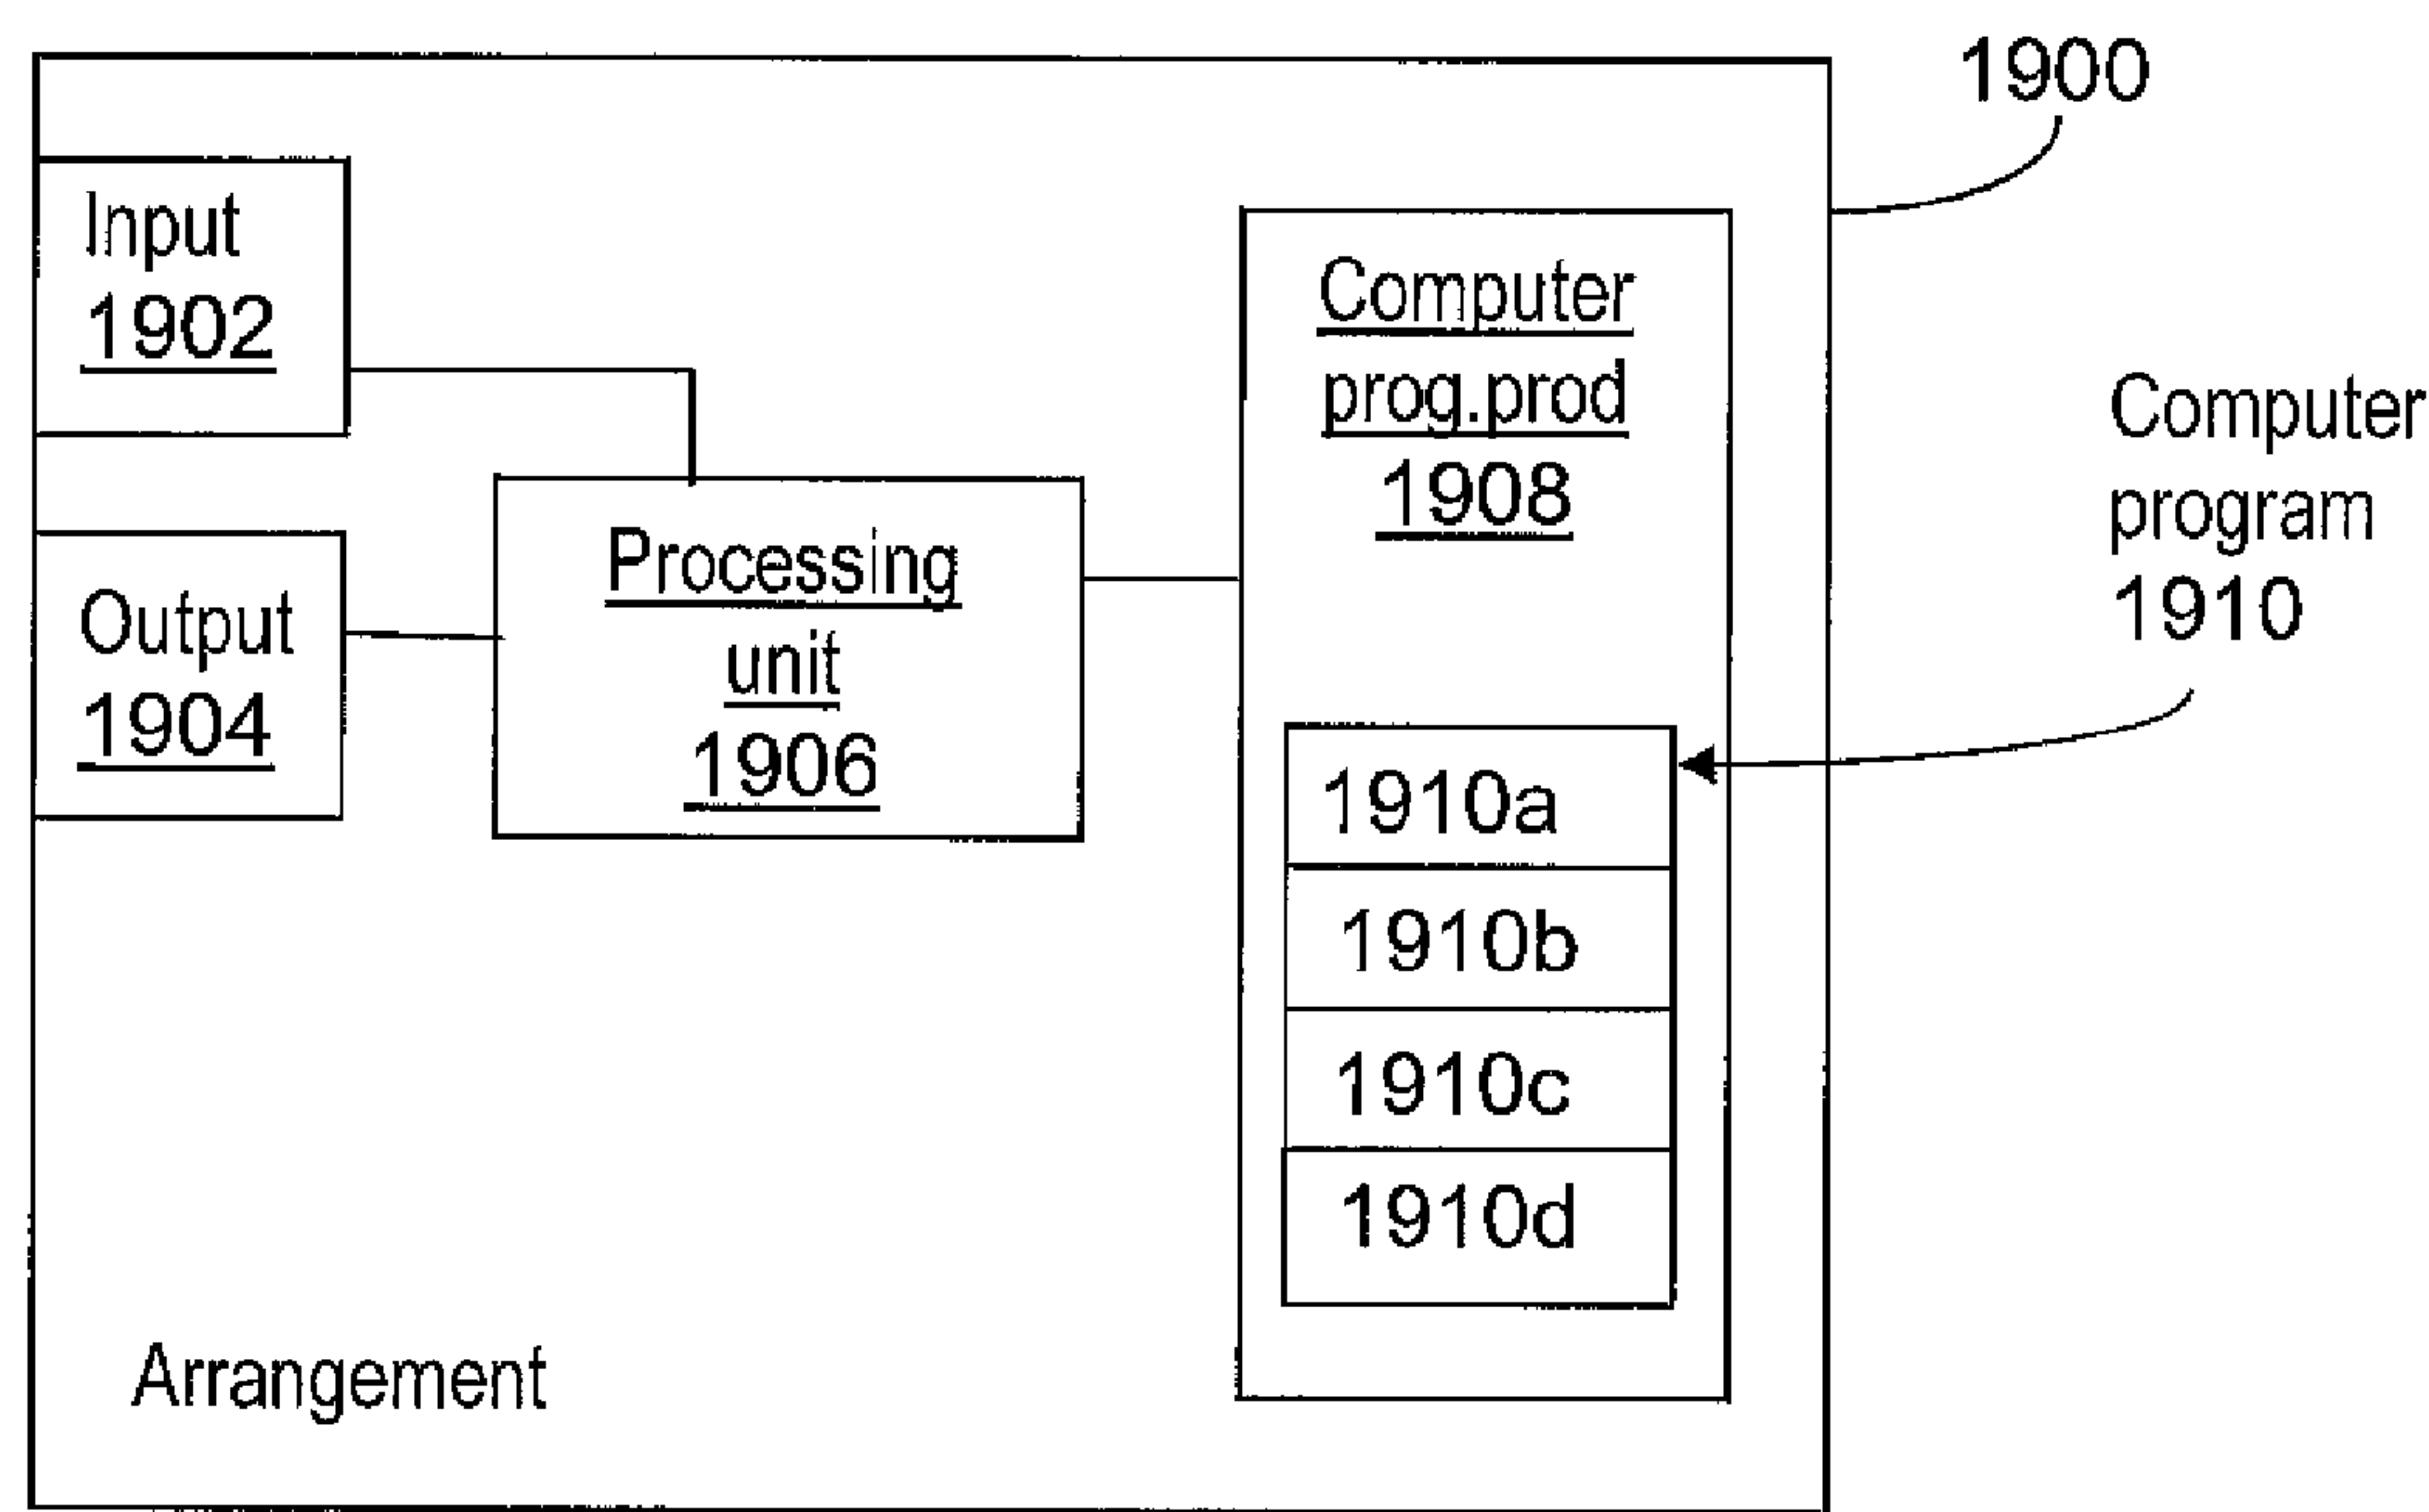 1900
Input
1902
Output
1904
Processing
unit
1906
Computer
prog.prod
1908
1910a
1910b
1910c
1910d
Computer
program
1910
Arrangement